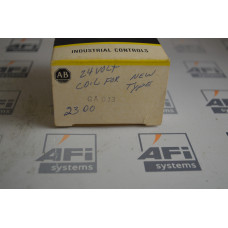 INDUSTRIAL CONTROLS
AB
24 VOLT
COIL FOR NEW
TYPE
23.00
AFi
systems
AFi
systems